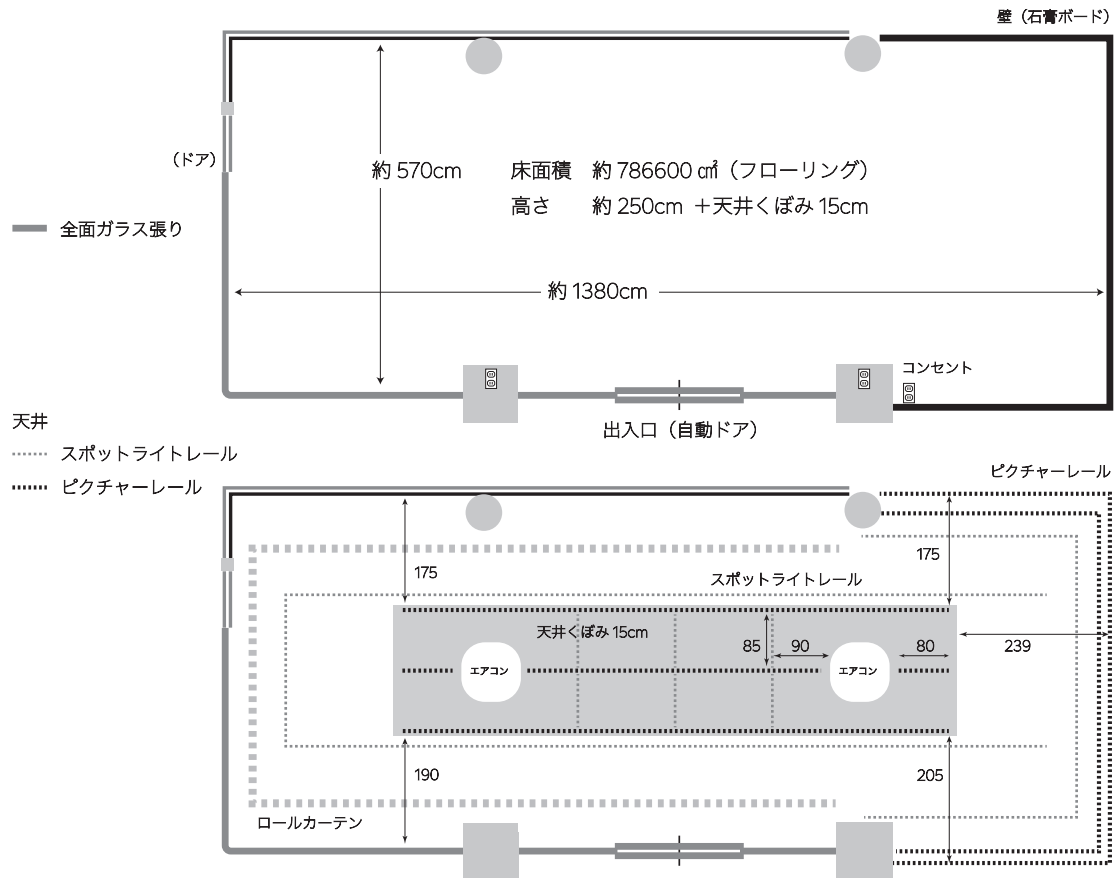 壁（石膏ボード）
（ドア）
約 570cm
床面積　約 786600 ㎠（フローリング）
高さ　　約 250cm ＋天井くぼみ 15cm
全面ガラス張り
約 1380cm
コンセント
出入口（自動ドア）
天井
スポットライトレール
ピクチャーレール
ピクチャーレール
175
175
スポットライトレール
天井くぼみ 15cm
85
90
80
239
エアコン
エアコン
190
205
ロールカーテン